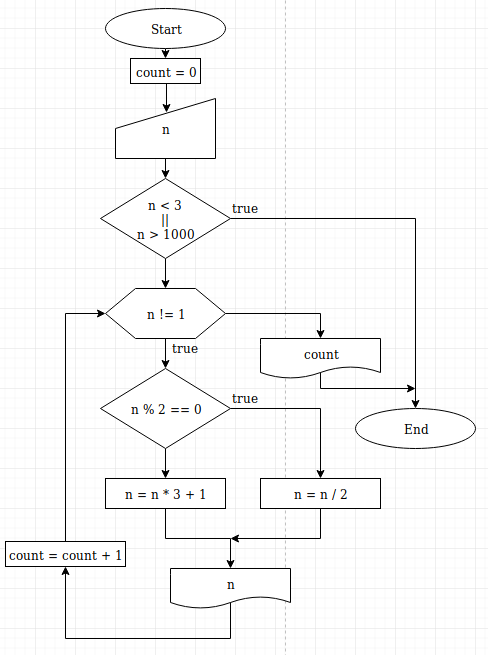 Start
count = 0
n
n < 3
||
n > 1000
true
n != 1
true
count
n % 2 == 0
true
End
n = n * 3 + 1
n = n / 2
count = count + 1
n